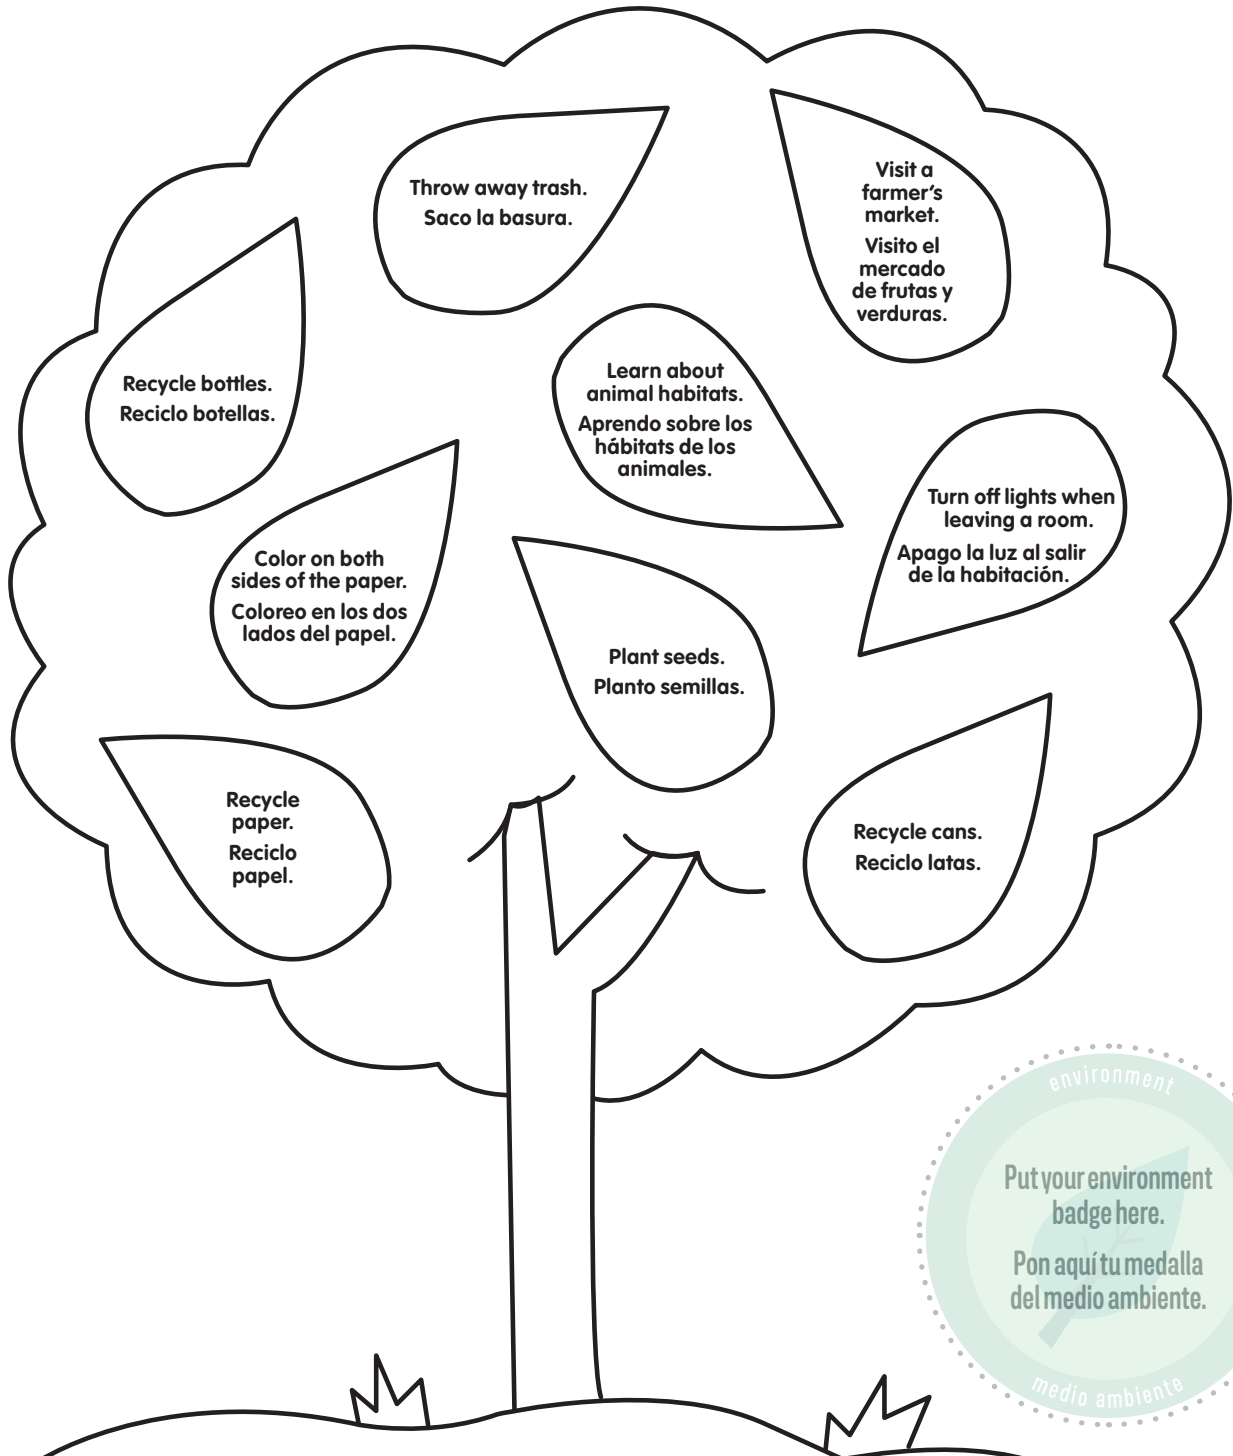 Throw away trash.
Saco la basura.
Visit a
farmer's
market.
Visito el
mercado
de frutas y
verduras.
Recycle bottles.
Reciclo botellas.
Learn about
animal habitats.
Aprendo sobre los
hábitats de los
animales.
Turn off lights when
leaving a room.
Apago la luz al salir
de la habitación.
Color on both
sides of the paper.
Coloreo en los dos
lados del papel.
Plant seeds.
Planto semillas.
Recycle
paper.
Reciclo
papel.
Recycle cans.
Reciclo latas.
environment
Put your environment
badge here.
Pon aquí tu medalla
del medio ambiente.
medio ambiente